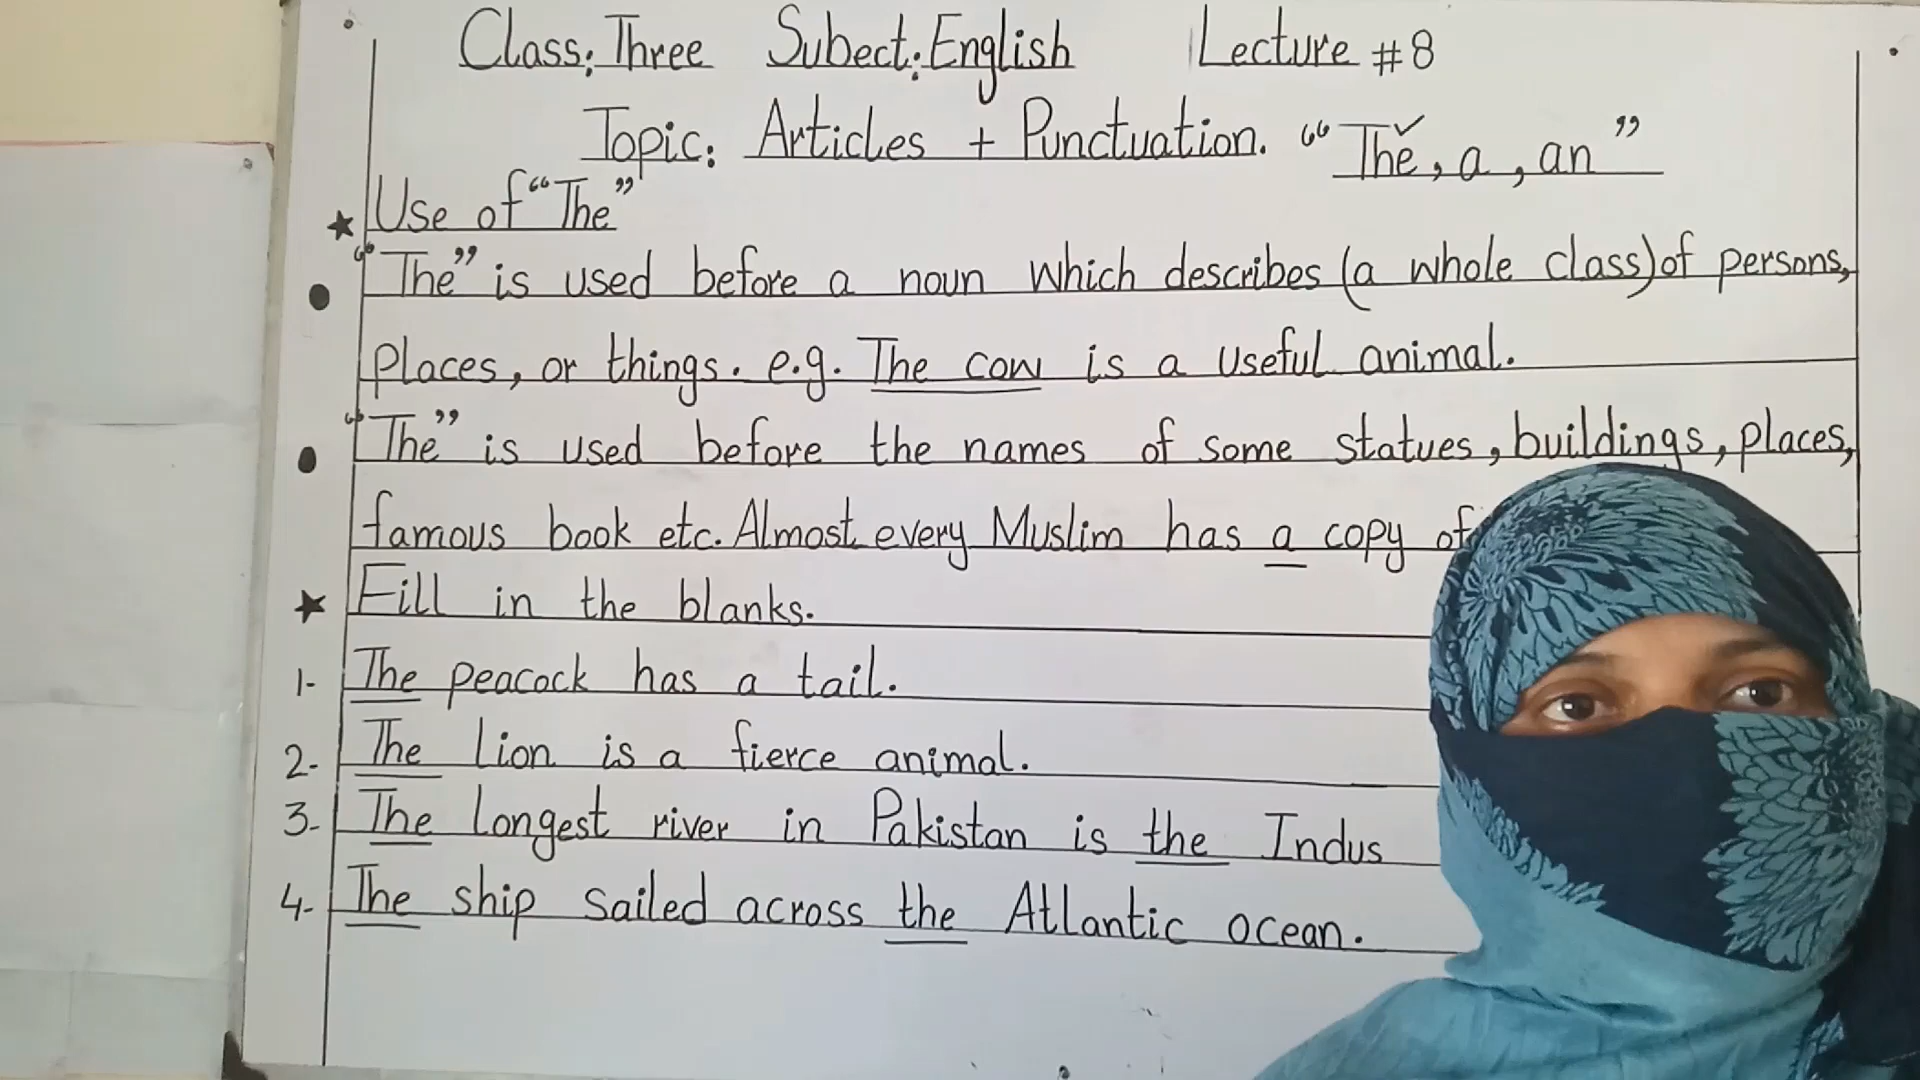 Class: Three Subect: English Lecture #8
Topic: Articles + Punctuation. "The, a, an"
Use of "The"
"The" is used before a noun which describes (a whole class) of persons,
places, or things. e.g. The cow is a useful animal.
"The" is used before the names of some statues, buildings, places,
famous book etc. Almost every Muslim has a copy of
Fill in the blanks.
1- The peacock has a tail.
2- The lion is a fierce animal.
3- The longest river in Pakistan is the Indus
4- The ship sailed across the Atlantic ocean.